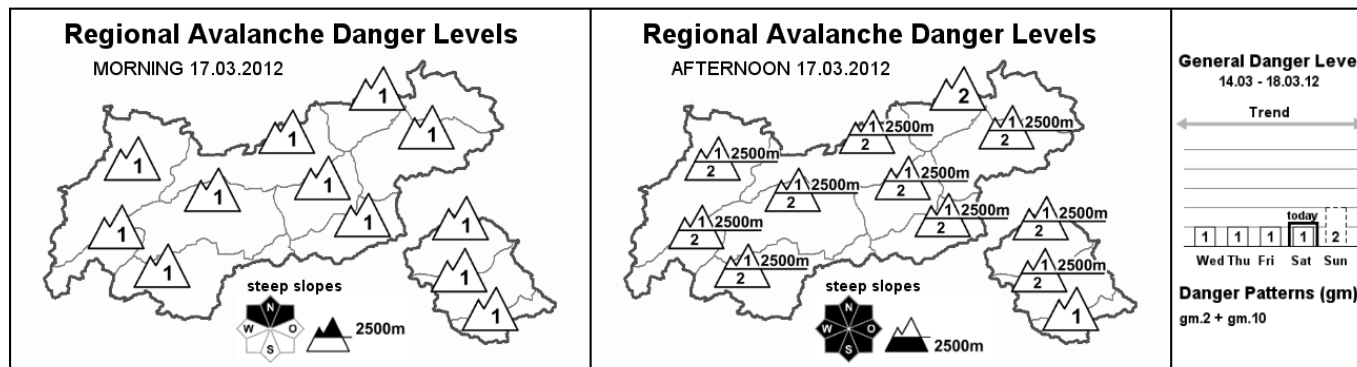 Regional Avalanche Danger Levels
MORNING 17.03.2012
1
1
1
1
1
1
1
1
1
1
1
1
steep slopes
N
W O
S
2500m
Regional Avalanche Danger Levels
AFTERNOON 17.03.2012
2
1 2500m
2
1 2500m
2
1 2500m
2
1 2500m
2
1 2500m
2
1 2500m
2
1 2500m
2
1 2500m
2
1 2500m
2
1 2500m
2
1
steep slopes
N
W O
S
2500m
General Danger Level
14.03 - 18.03.12
Trend
today
1 1 1 1 2
Wed Thu Fri Sat Sun
Danger Patterns (gm)
gm.2 + gm.10